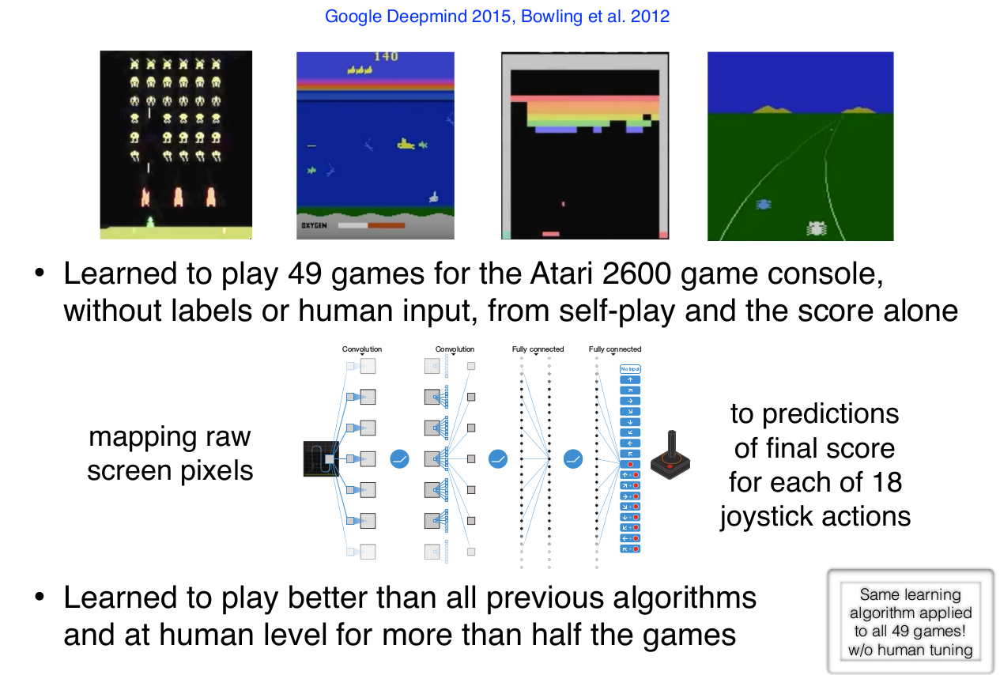 Google Deepmind 2015, Bowling et al. 2012
140
OXYGEN
• Learned to play 49 games for the Atari 2600 game console,
without labels or human input, from self-play and the score alone
Convolution
Convolution
Fully connected
Fully connected
No input
mapping raw
screen pixels
to predictions
of final score
for each of 18
joystick actions
• Learned to play better than all previous algorithms
and at human level for more than half the games
Same learning
algorithm applied
to all 49 games!
w/o human tuning